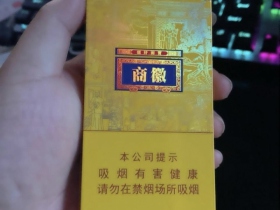 商徽
本公司提示
吸烟有害健康
请勿在禁烟场所吸烟